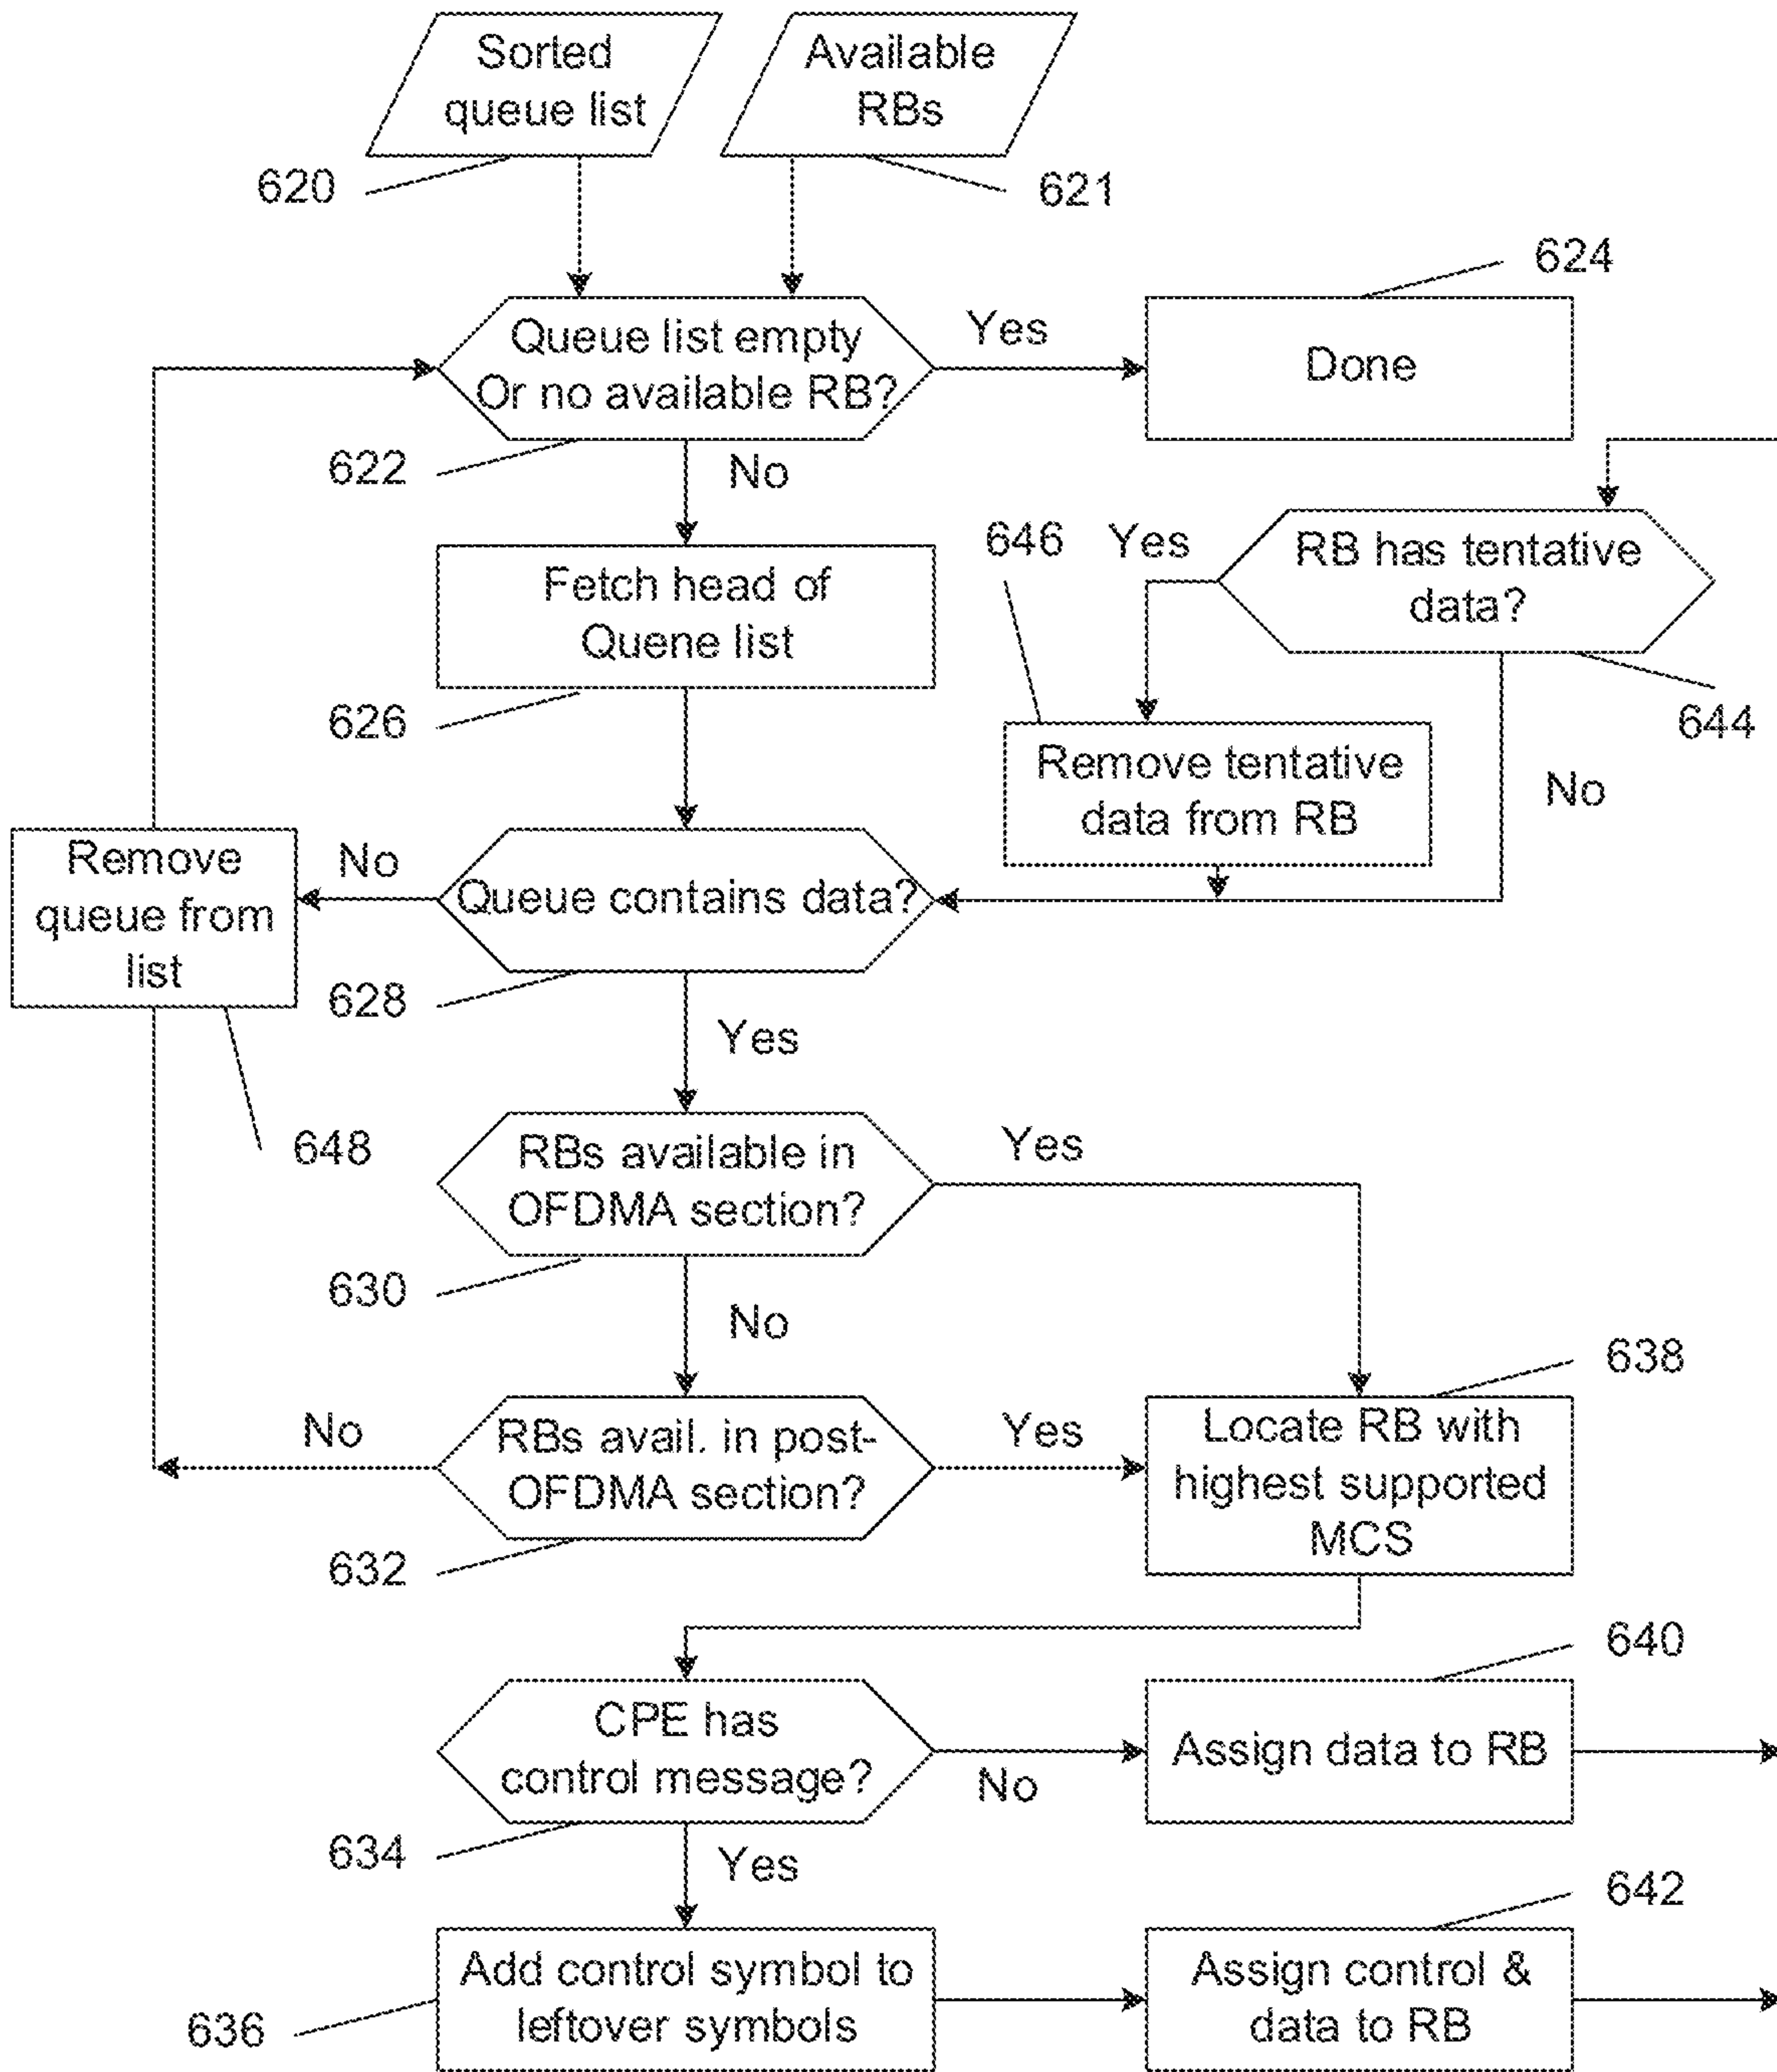 Sorted
queue list
Available
RBs
620
621
624
Queue list empty
Or no available RB?
Yes
Done
622
No
646
Yes
RB has tentative
data?
Fetch head of
Quene list
626
644
Remove tentative
data from RB
No
Remove
queue from
list
No
Queue contains data?
628
Yes
648
RBs available in
OFDMA section?
Yes
630
No
638
No
RBs avail. in post-
OFDMA section?
Yes
Locate RB with
highest supported
MCS
632
640
CPE has
control message?
No
Assign data to RB
634
Yes
642
Add control symbol to
leftover symbols
Assign control &
data to RB
636